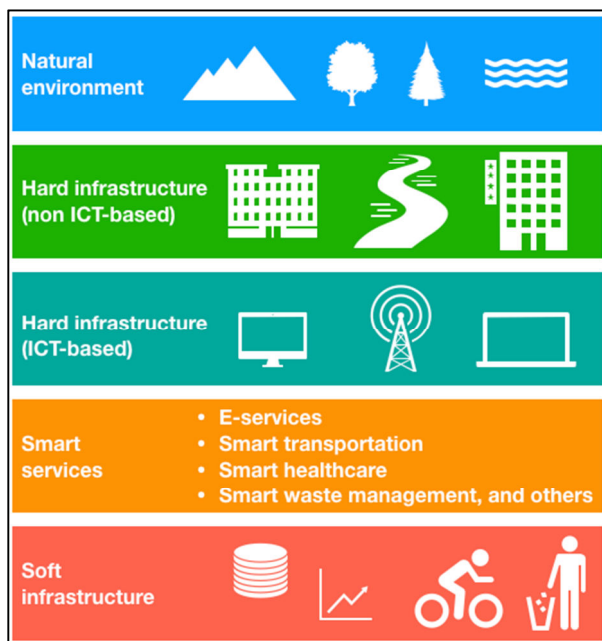 Natural
environment
Hard infrastructure
(non ICT-based)
Hard infrastructure
(ICT-based)
Smart
services
• E-services
• Smart transportation
• Smart healthcare
• Smart waste management, and others
Soft
infrastructure